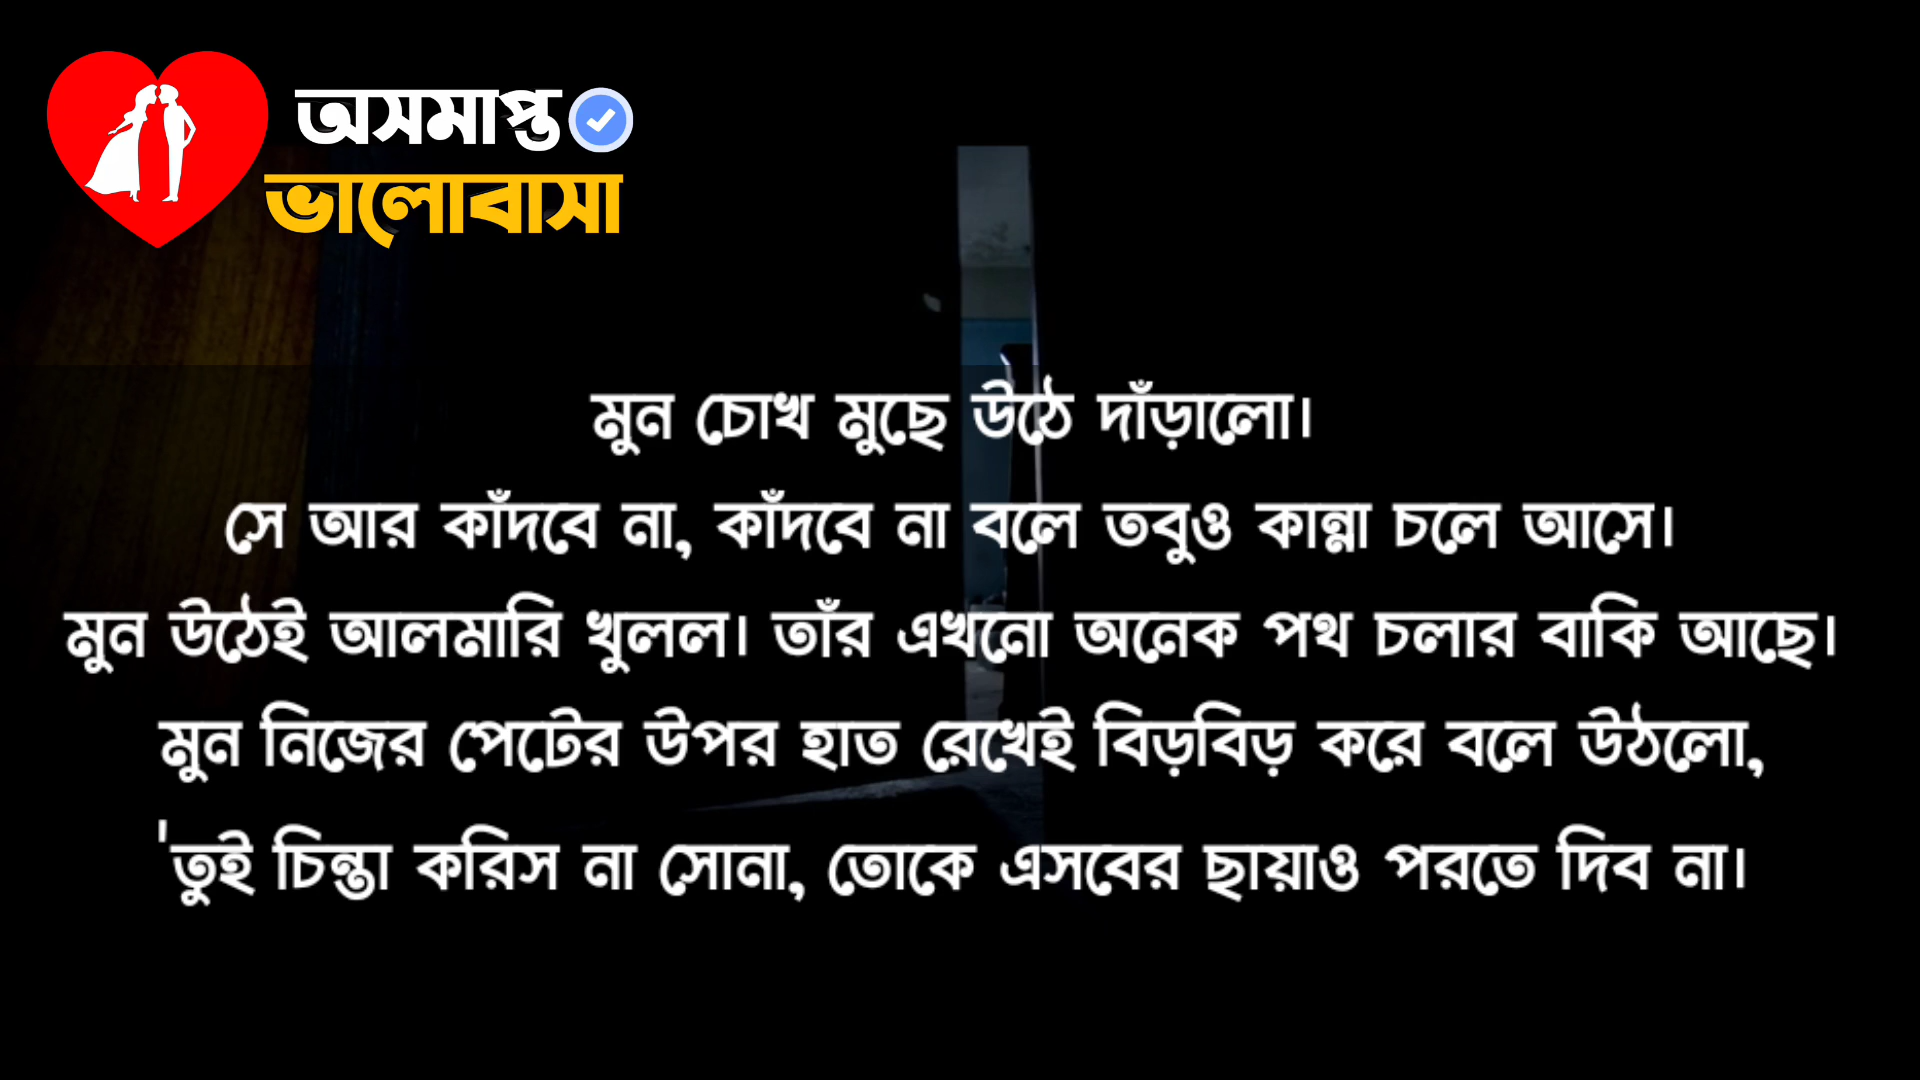 অসমাপ্ত
ভালোবাসা
মুন চোখ মুছে উঠে দাঁড়ালো।
সে আর কাঁদবে না, কাঁদবে না বলে তবুও কান্না চলে আসে।
মুন উঠেই আলমারি খুলল। তাঁর এখনো অনেক পথ চলার বাকি আছে।
মুন নিজের পেটের উপর হাত রেখেই বিড়বিড় করে বলে উঠলো,
'তুই চিন্তা করিস না সোনা, তোকে এসবের ছায়াও পরতে দিব না।